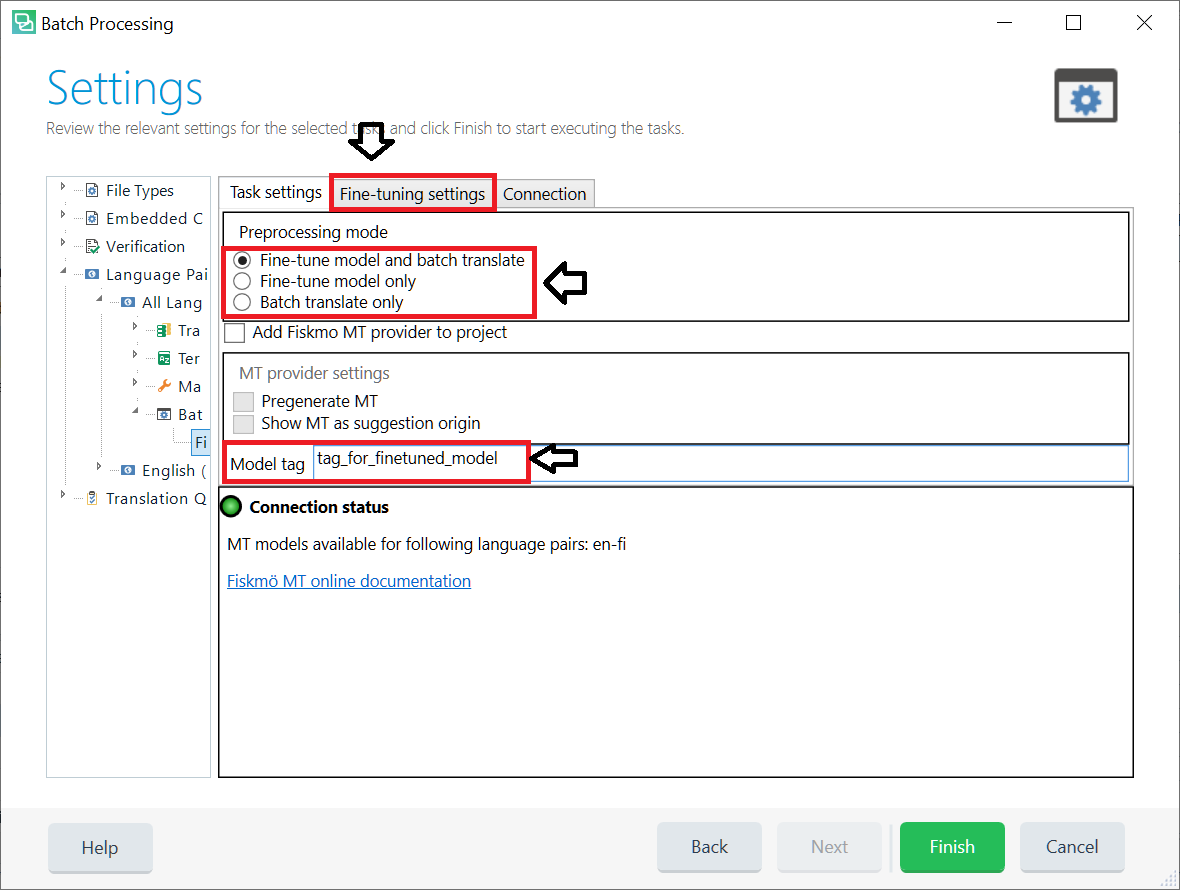 Batch Processing
Settings
Review the relevant settings for the selected task, and click Finish to start executing the tasks.
File Types
Embedded C
Verification
Language Pai
All Lang
Tra
Ter
Ma
Bat
Fi
English (
Translation Q
Task settings
Fine-tuning settings
Connection
Preprocessing mode
Fine-tune model and batch translate
Fine-tune model only
Batch translate only
Add Fiskmo MT provider to project
MT provider settings
Pregenerate MT
Show MT as suggestion origin
Model tag
tag_for_finetuned_model
Connection status
MT models available for following language pairs: en-fi
Fiskmö MT online documentation
Help
Back
Next
Finish
Cancel